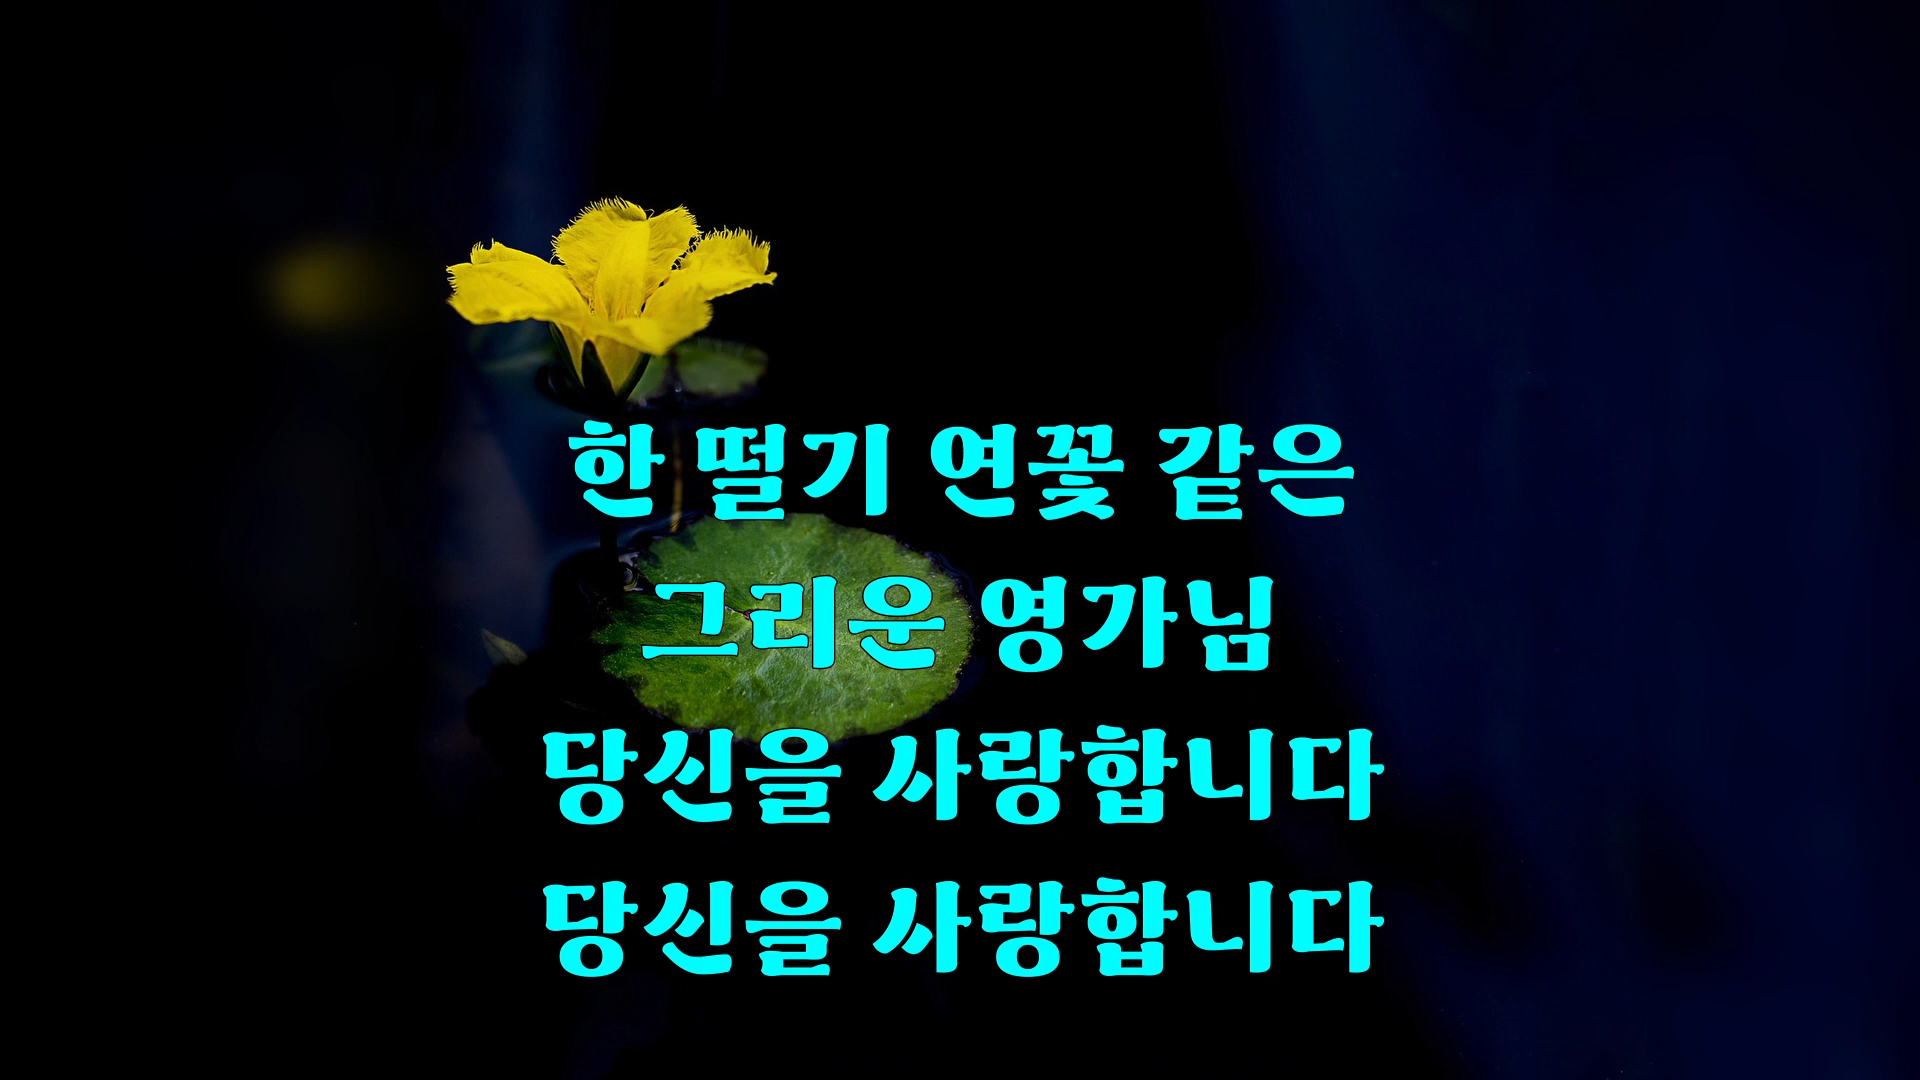 한 떨기 연꽃 같은
그리운 영가님
당신을 사랑합니다
당신을 사랑합니다